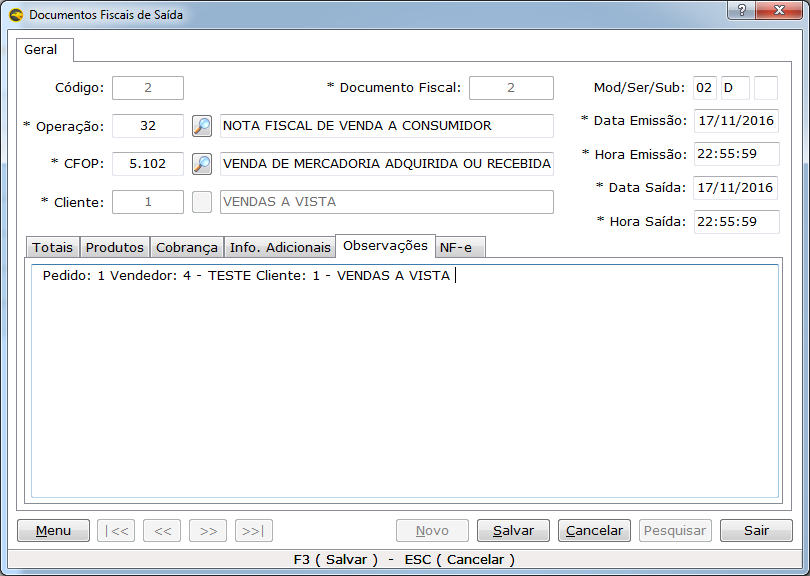 Documentos Fiscais de Saída
?
Geral
Código: 2 * Documento Fiscal: 2 Mod/Ser/Sub: 02 D
* Operação: 32 NOTA FISCAL DE VENDA A CONSUMIDOR * Data Emissão: 17/11/2016
* CFOP: 5.102 VENDA DE MERCADORIA ADQUIRIDA OU RECEBIDA * Hora Emissão: 22:55:59
* Cliente: 1 VENDAS A VISTA * Data Saída: 17/11/2016
* Hora Saída: 22:55:59
Totais Produtos Cobrança Info. Adicionais Observações NF-e
Pedido: 1 Vendedor: 4 - TESTE Cliente: 1 - VENDAS A VISTA
Menu |<< << >> >>| Novo Salvar Cancelar Pesquisar Sair
F3 ( Salvar ) - ESC ( Cancelar )